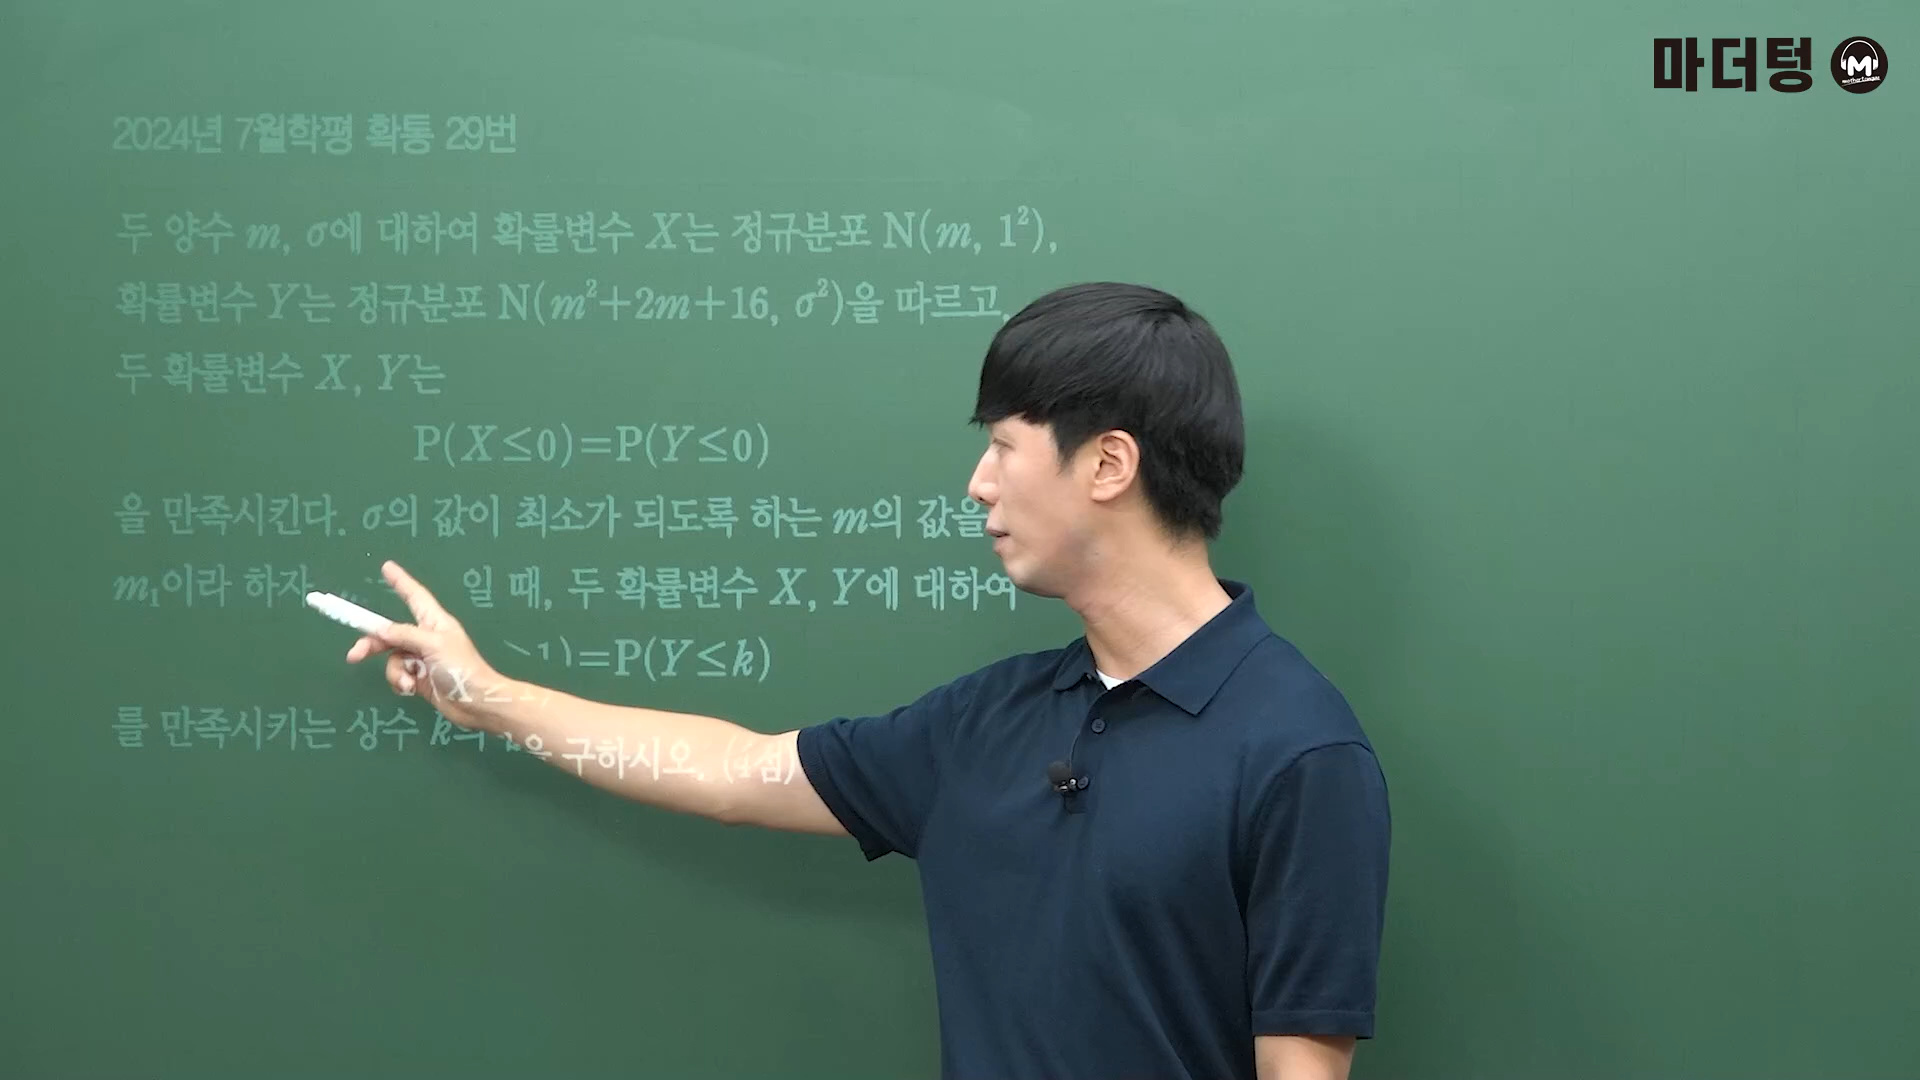 마더텅 M
2024년 7월학평 확통 29번
두 양수 m, σ에 대하여 확률변수 X는 정규분포 N(m, 1²),
확률변수 Y는 정규분포 N(m²+2m+16, σ²)을 따르고,
두 확률변수 X, Y는
P(X≤0)=P(Y≤0)
을 만족시킨다. σ의 값이 최소가 되도록 하는 m의 값을
m₁이라 하자. 일 때, 두 확률변수 X, Y에 대하여
P(X≥1)=P(Y≤k)
를 만족시키는 상수 k의 값을 구하시오. (4점)